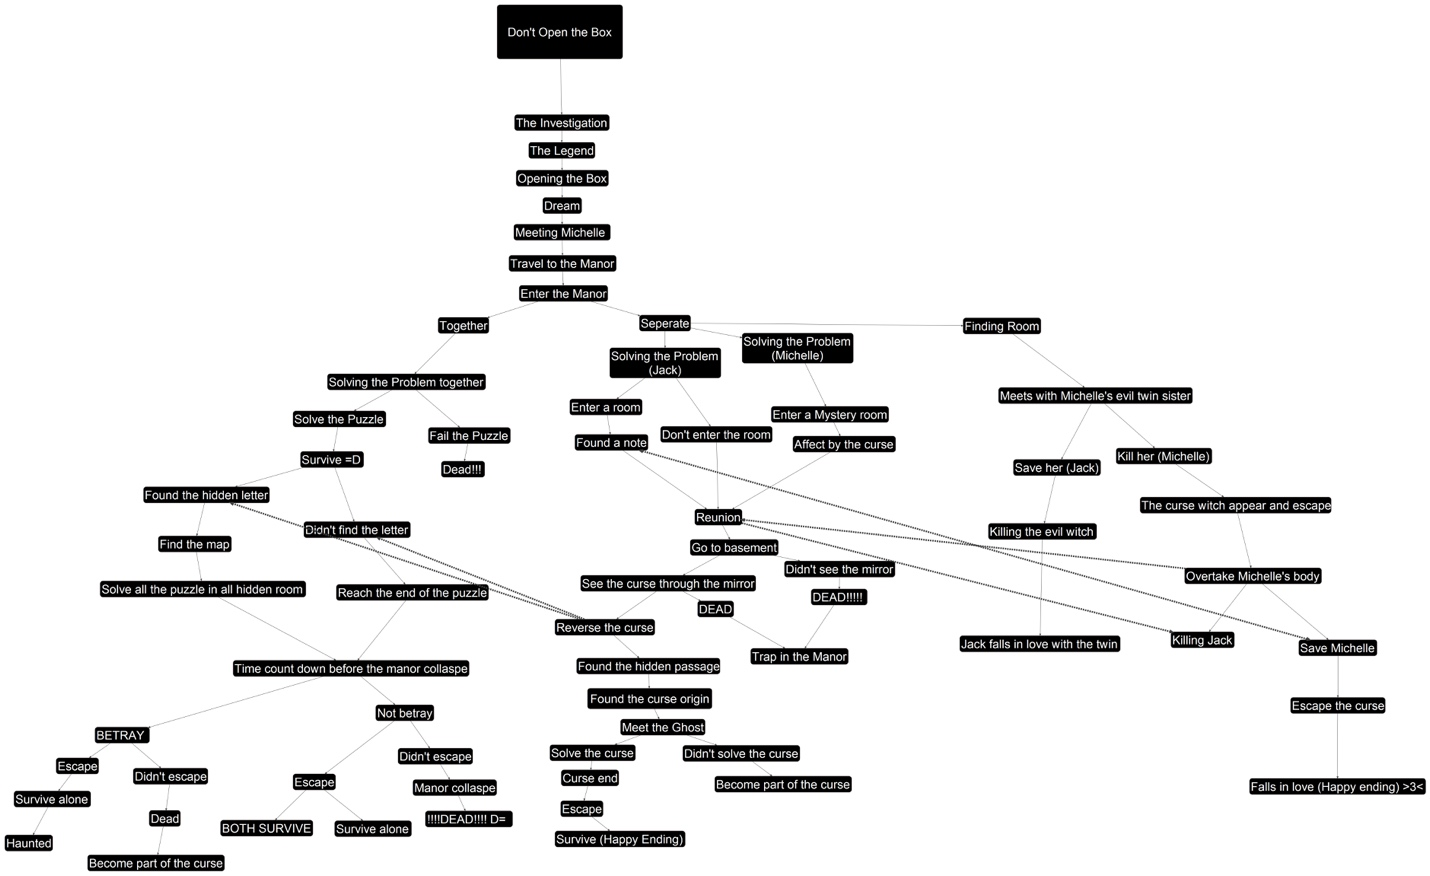 Don't Open the Box
The Investigation
The Legend
Opening the Box
Dream
Meeting Michelle
Travel to the Manor
Enter the Manor
Together
Seperate
Finding Room
Solving the Problem
(Jack)
Solving the Problem
(Michelle)
Solving the Problem together
Meets with Michelle's evil twin sister
Solve the Puzzle
Fail the Puzzle
Enter a room
Don't enter the room
Enter a Mystery room
Found a note
Affect by the curse
Survive =D
Dead!!!
Save her (Jack)
Kill her (Michelle)
Found the hidden letter
Didn't find the letter
Reunion
The curse witch appear and escape
Killing the evil witch
Find the map
Go to basement
Didn't see the mirror
Overtake Michelle's body
Solve all the puzzle in all hidden room
Reach the end of the puzzle
See the curse through the mirror
DEAD!!!!!
DEAD
Reverse the curse
Killing Jack
Jack falls in love with the twin
Save Michelle
Trap in the Manor
Time count down before the manor collaspe
Found the hidden passage
Found the curse origin
Escape the curse
Not betray
BETRAY
Meet the Ghost
Solve the curse
Didn't solve the curse
Didn't escape
Escape
Didn't escape
Curse end
Escape
Manor collaspe
Become part of the curse
Falls in love (Happy ending) >3<
Survive alone
Escape
Dead
!!!!DEAD!!!! D=
BOTH SURVIVE
Survive alone
Haunted
Survive (Happy Ending)
Become part of the curse